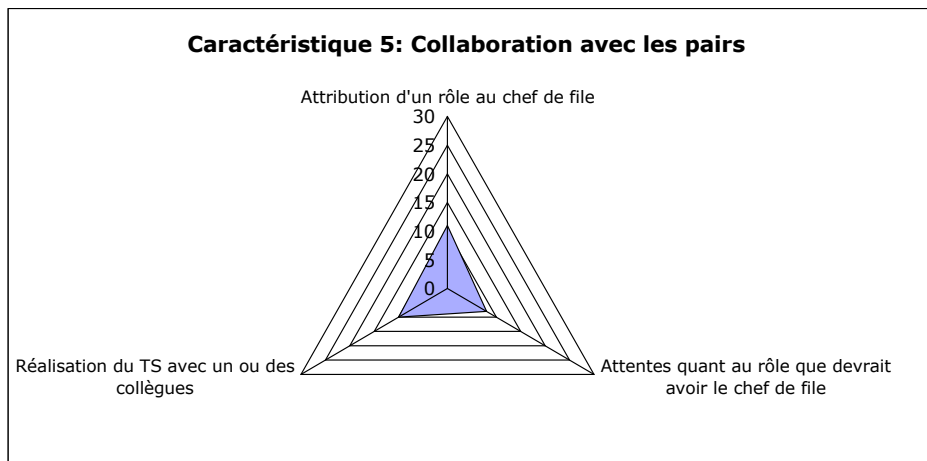 Caractéristique 5: Collaboration avec les pairs
Attribution d'un rôle au chef de file
30
25
20
15
10
5
0
Réalisation du TS avec un ou des
collègues
Attentes quant au rôle que devrait
avoir le chef de file